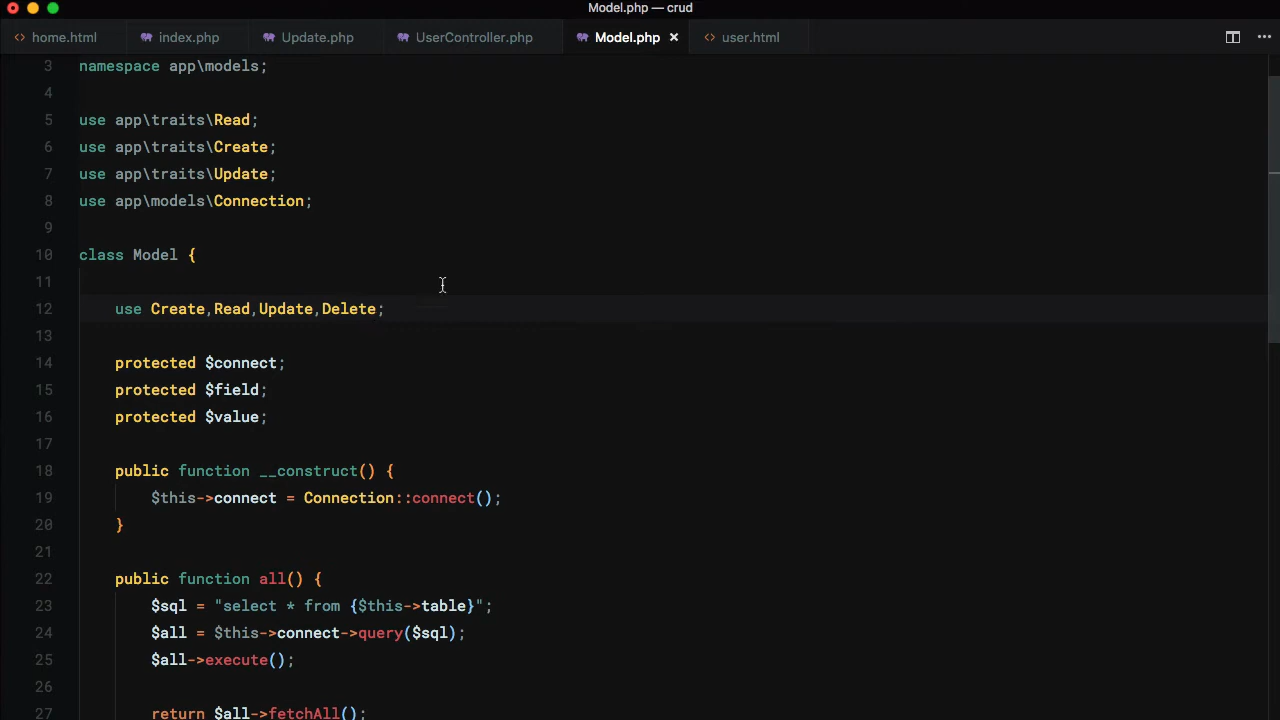 Model.php — crud
home.html index.php Update.php UserController.php Model.php user.html
3 namespace app\models;
4
5 use app\traits\Read;
6 use app\traits\Create;
7 use app\traits\Update;
8 use app\models\Connection;
9
10 class Model {
11
12 use Create,Read,Update,Delete;
13
14 protected $connect;
15 protected $field;
16 protected $value;
17
18 public function __construct() {
19 $this->connect = Connection::connect();
20 }
21
22 public function all() {
23 $sql = "select * from {$this->table}";
24 $all = $this->connect->query($sql);
25 $all->execute();
26
27 return $all->fetchAll();